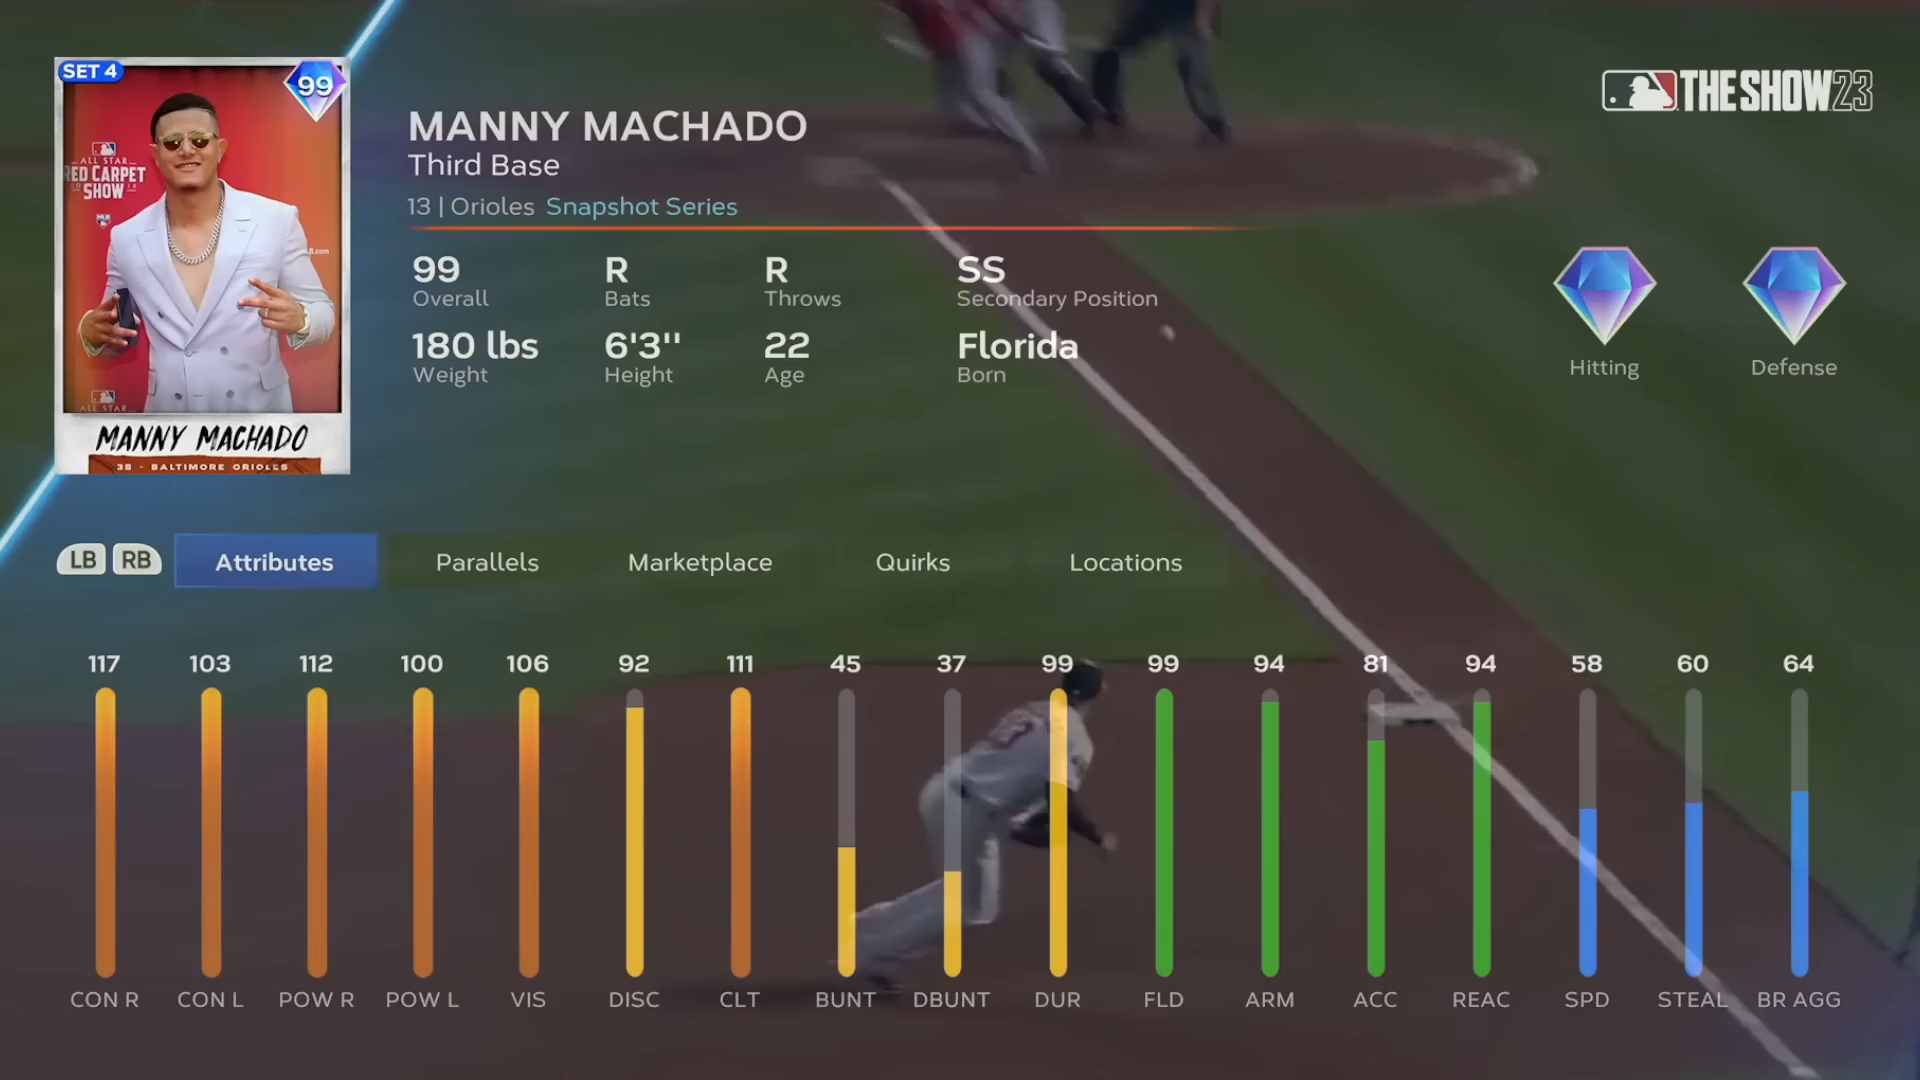 SET 4
99
ALL STAR
RED CARPET
SHOW
MLB
ALL STAR
MANNY MACHADO
3B - BALTIMORE ORIOLES
MANNY MACHADO
Third Base
13 | Orioles Snapshot Series
99 R R SS
Overall Bats Throws Secondary Position
180 lbs 6'3'' 22 Florida
Weight Height Age Born
THE SHOW 23
Hitting Defense
LB RB Attributes Parallels Marketplace Quirks Locations
117 103 112 100 106 92 111 45 37 99 99 94 81 94 58 60 64
CON R CON L POW R POW L VIS DISC CLT BUNT DBUNT DUR FLD ARM ACC REAC SPD STEAL BR AGG